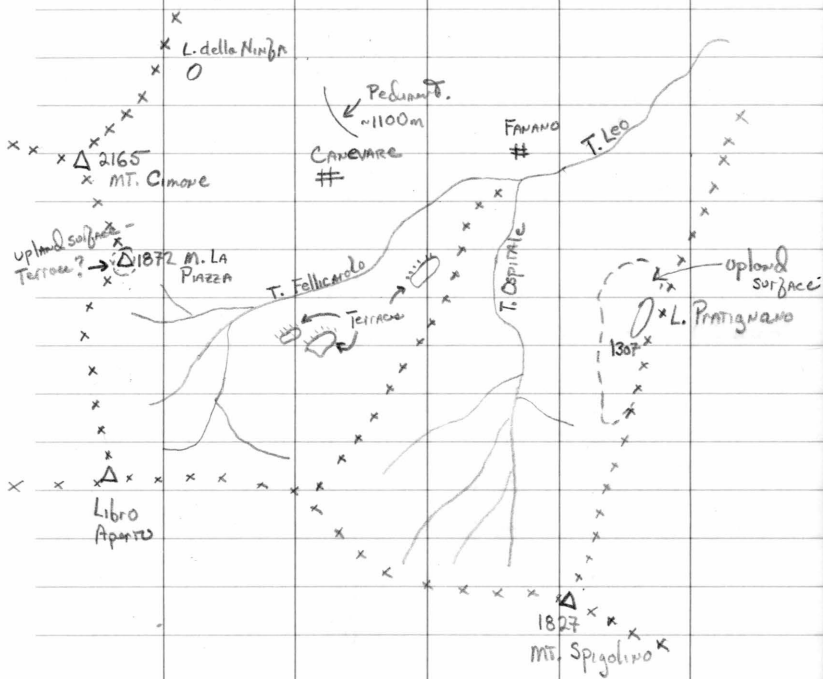 L. della Ninfa
Pediment.
~1100m
Fanano
T. Leo
Canevare
2165
Mt. Cimone
upland surface -
Terrace?
1872 M. La
Piazza
T. Fellicarolo
T. Ospitale
Terraces
upland
surface
L. Pratignano
1307
Libro
Aperto
1827
Mt. Spigolino